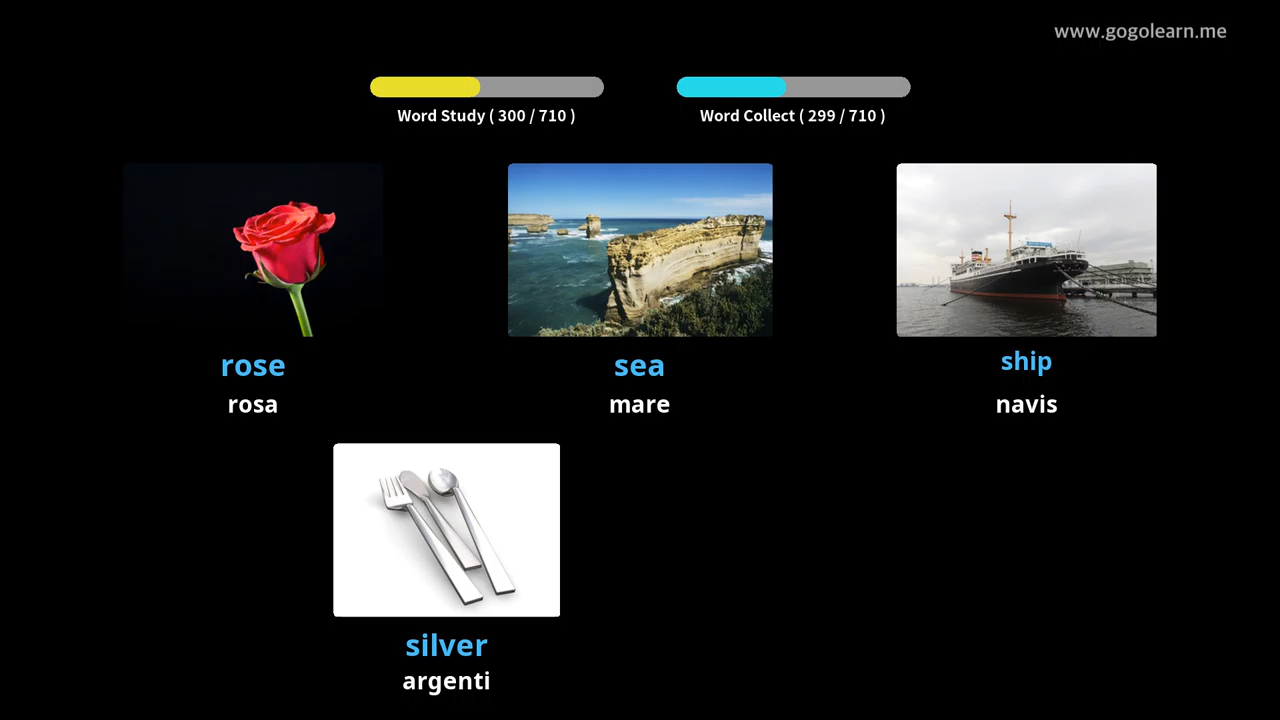 www.gogolearn.me
Word Study ( 300 / 710 )
Word Collect ( 299 / 710 )
rose
rosa
sea
mare
ship
navis
silver
argenti